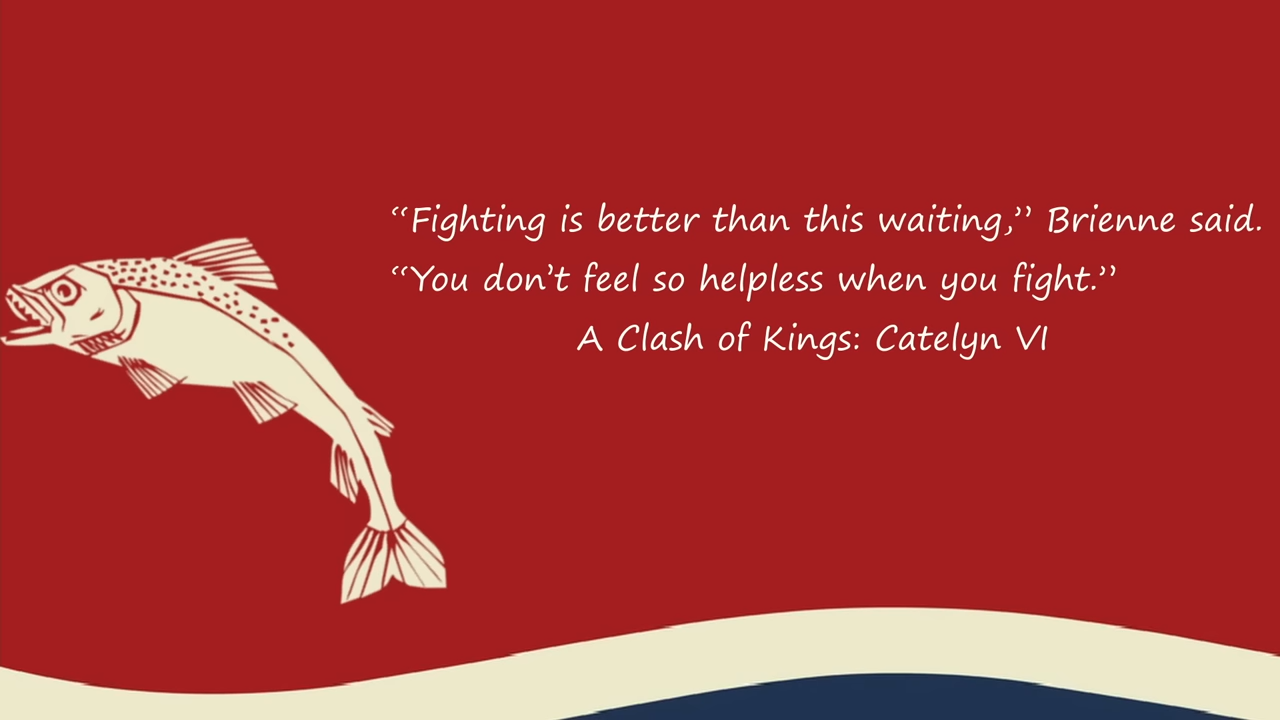 “Fighting is better than this waiting,” Brienne said.
“You don’t feel so helpless when you fight.”
A Clash of Kings: Catelyn VI